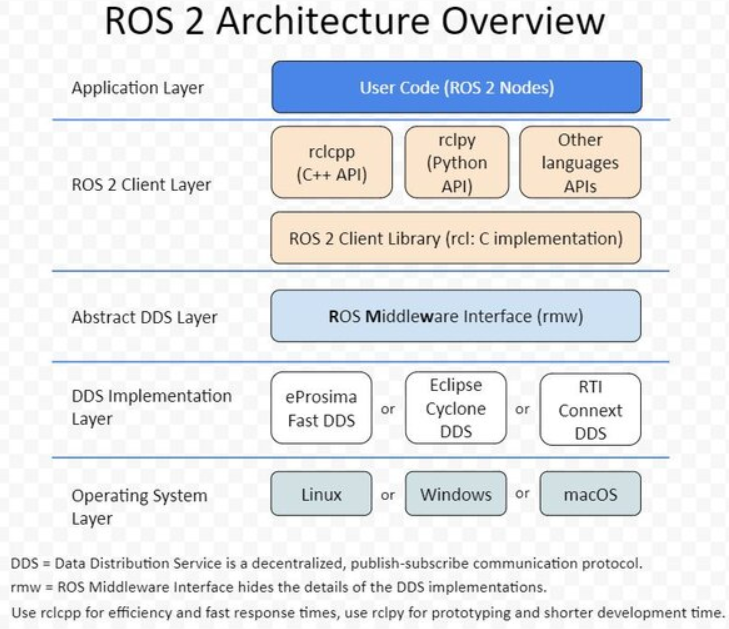 ROS 2 Architecture Overview
Application Layer
User Code (ROS 2 Nodes)
ROS 2 Client Layer
rclcpp
(C++ API)
rclpy
(Python
API)
Other
languages
APIs
ROS 2 Client Library (rcl: C implementation)
Abstract DDS Layer
ROS Middleware Interface (rmw)
DDS Implementation
Layer
eProsima
Fast DDS
or
Eclipse
Cyclone
DDS
or
RTI
Connext
DDS
Operating System
Layer
Linux
or
Windows
or
macOS
DDS = Data Distribution Service is a decentralized, publish-subscribe communication protocol.
rmw = ROS Middleware Interface hides the details of the DDS implementations.
Use rclcpp for efficiency and fast response times, use rclpy for prototyping and shorter development time.